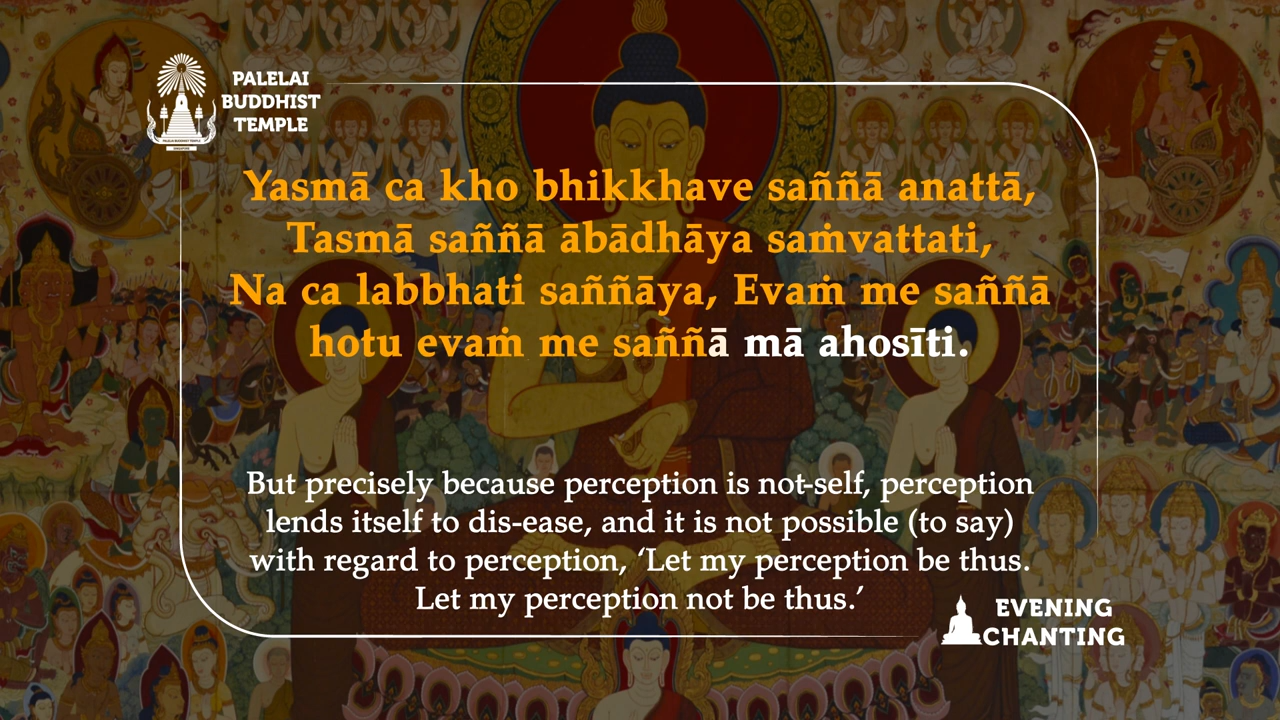 PALELAI
BUDDHIST
TEMPLE
Yasmā ca kho bhikkhave saññā anattā,
Tasmā saññā ābādhāya saṁvattati,
Na ca labbhati saññāya, Evaṁ me saññā
hotu evaṁ me saññā mā ahosīti.
But precisely because perception is not-self, perception
lends itself to dis-ease, and it is not possible (to say)
with regard to perception, ‘Let my perception be thus.
Let my perception not be thus.’
EVENING
CHANTING